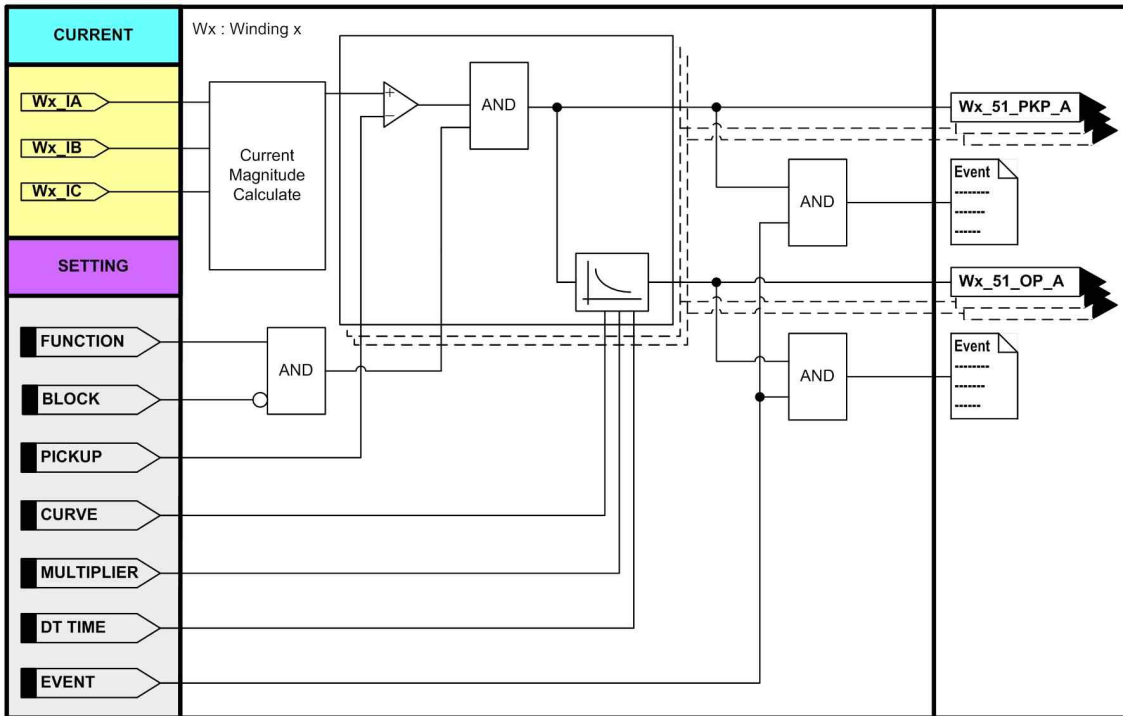 CURRENT
Wx : Winding x
Wx_IA
Wx_IB
Wx_IC
Current
Magnitude
Calculate
+
−
AND
Wx_51_PKP_A
AND
Event
--------
-------
------
SETTING
Wx_51_OP_A
FUNCTION
AND
BLOCK
AND
Event
--------
-------
------
PICKUP
CURVE
MULTIPLIER
DT TIME
EVENT